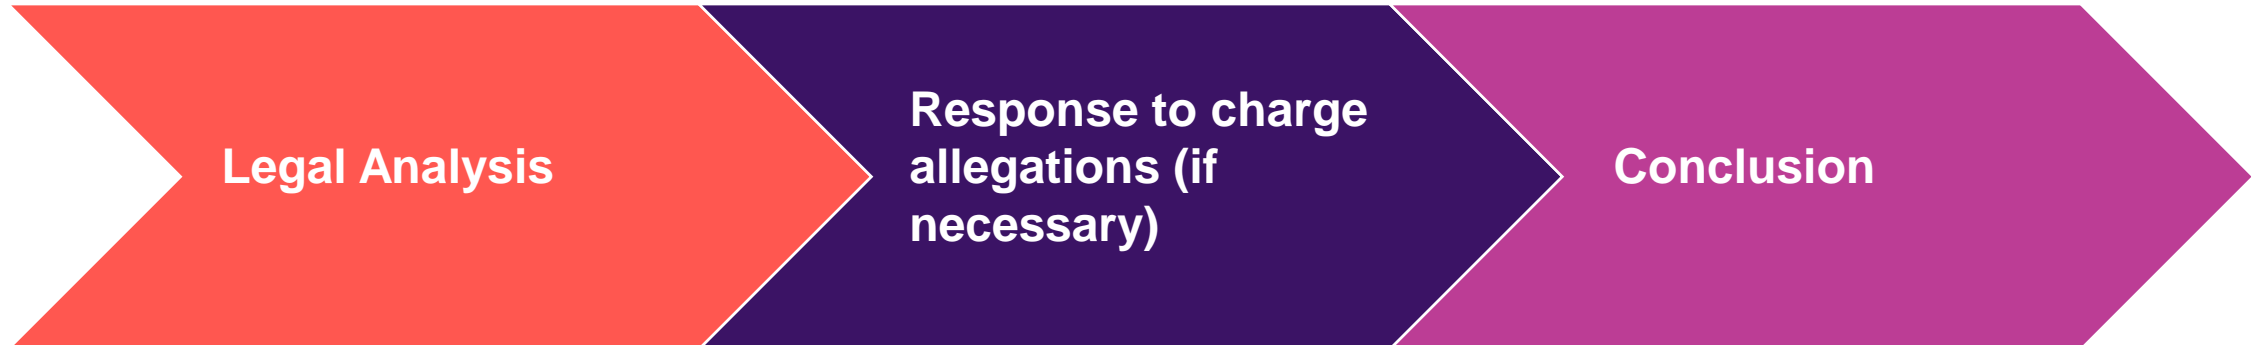 Legal Analysis
Response to charge
allegations (if
necessary)
Conclusion